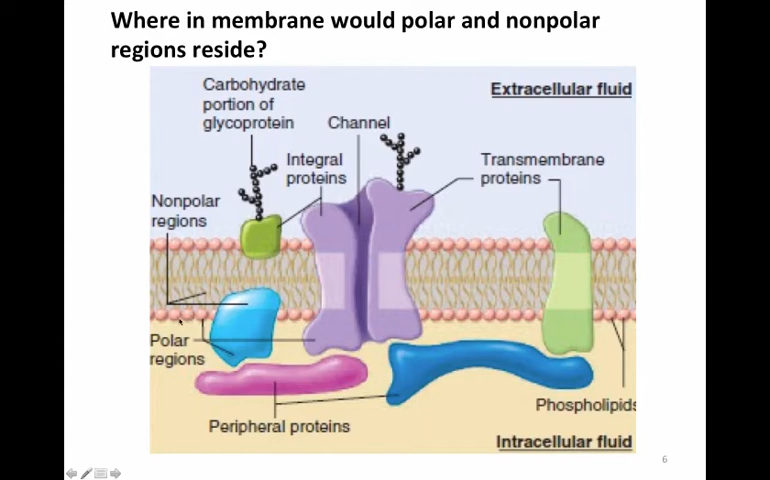 Where in membrane would polar and nonpolar
regions reside?
Carbohydrate
portion of
glycoprotein
Extracellular fluid
Channel
Integral
proteins
Transmembrane
proteins
Nonpolar
regions
Polar
regions
Phospholipids
Peripheral proteins
Intracellular fluid
6